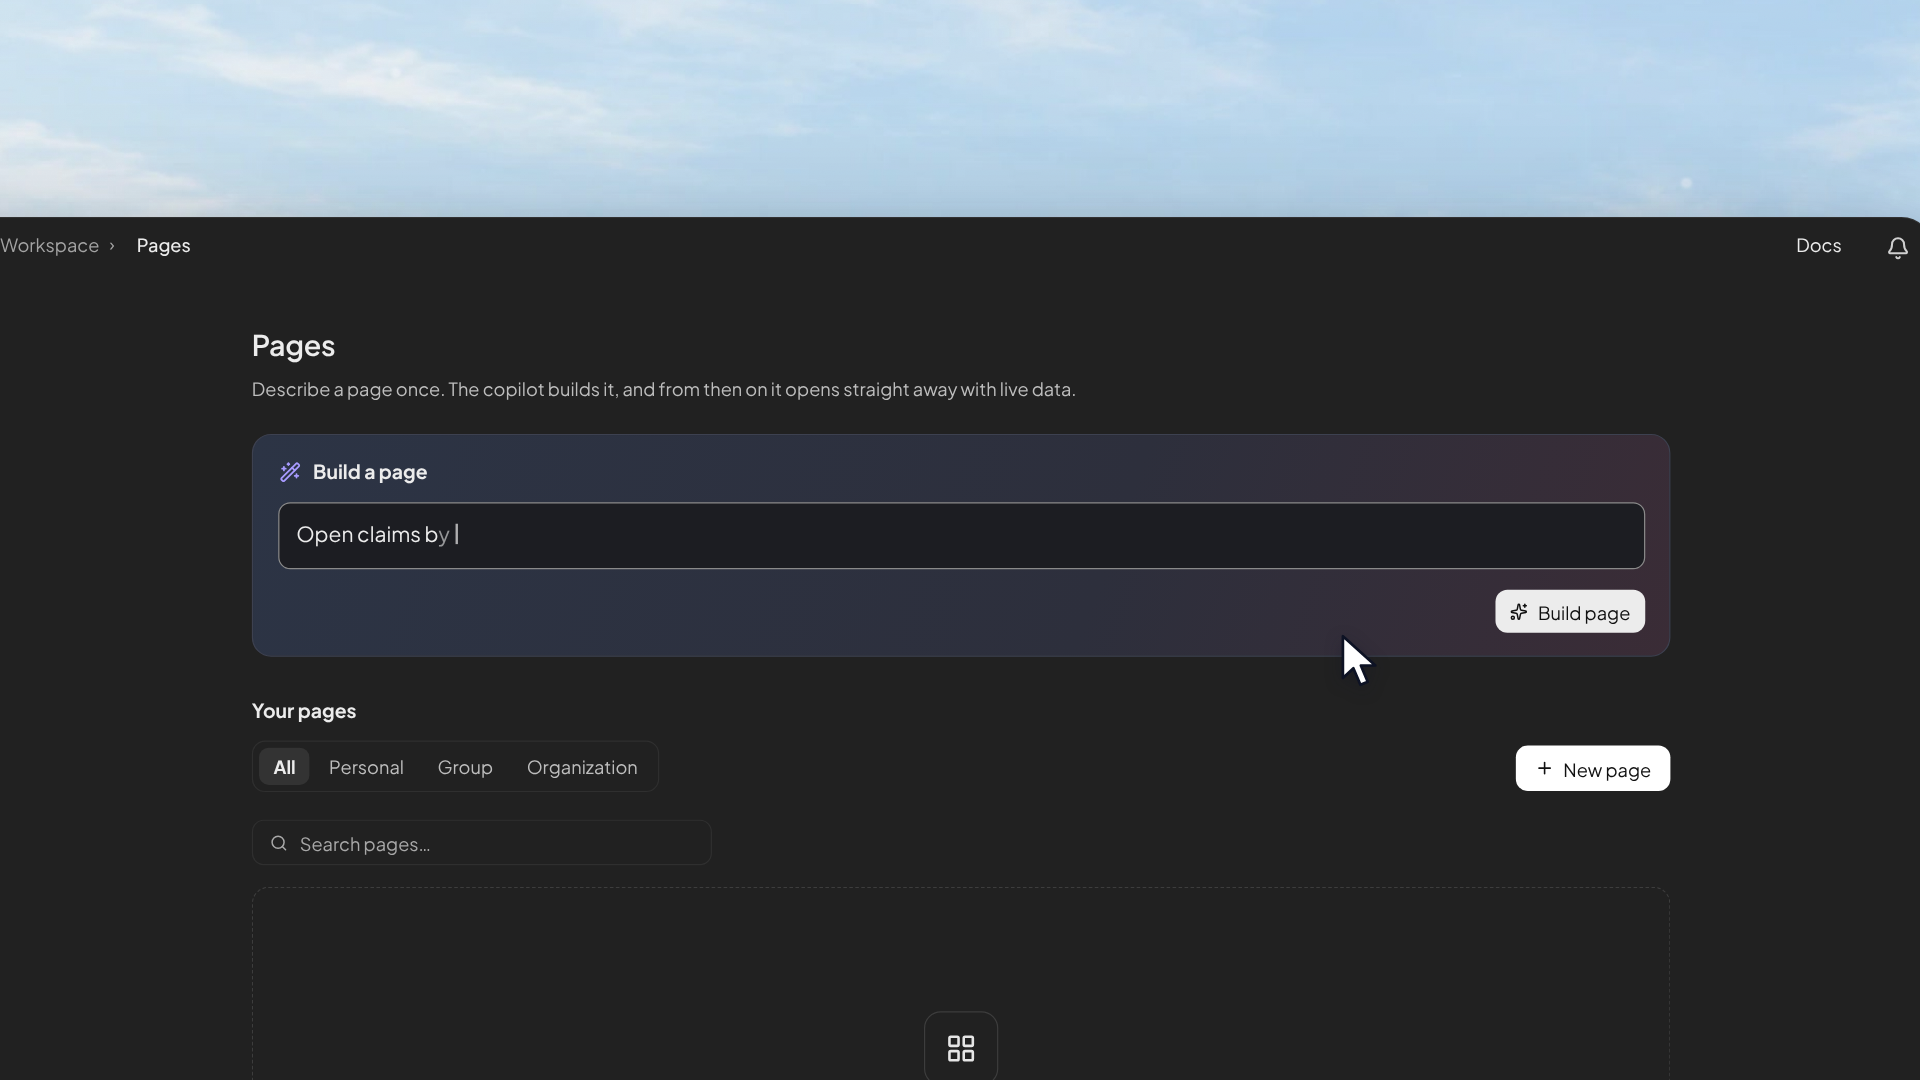 Workspace › Pages
Docs
Pages
Describe a page once. The copilot builds it, and from then on it opens straight away with live data.
Build a page
Open claims by
Build page
Your pages
All
Personal
Group
Organization
New page
Search pages...